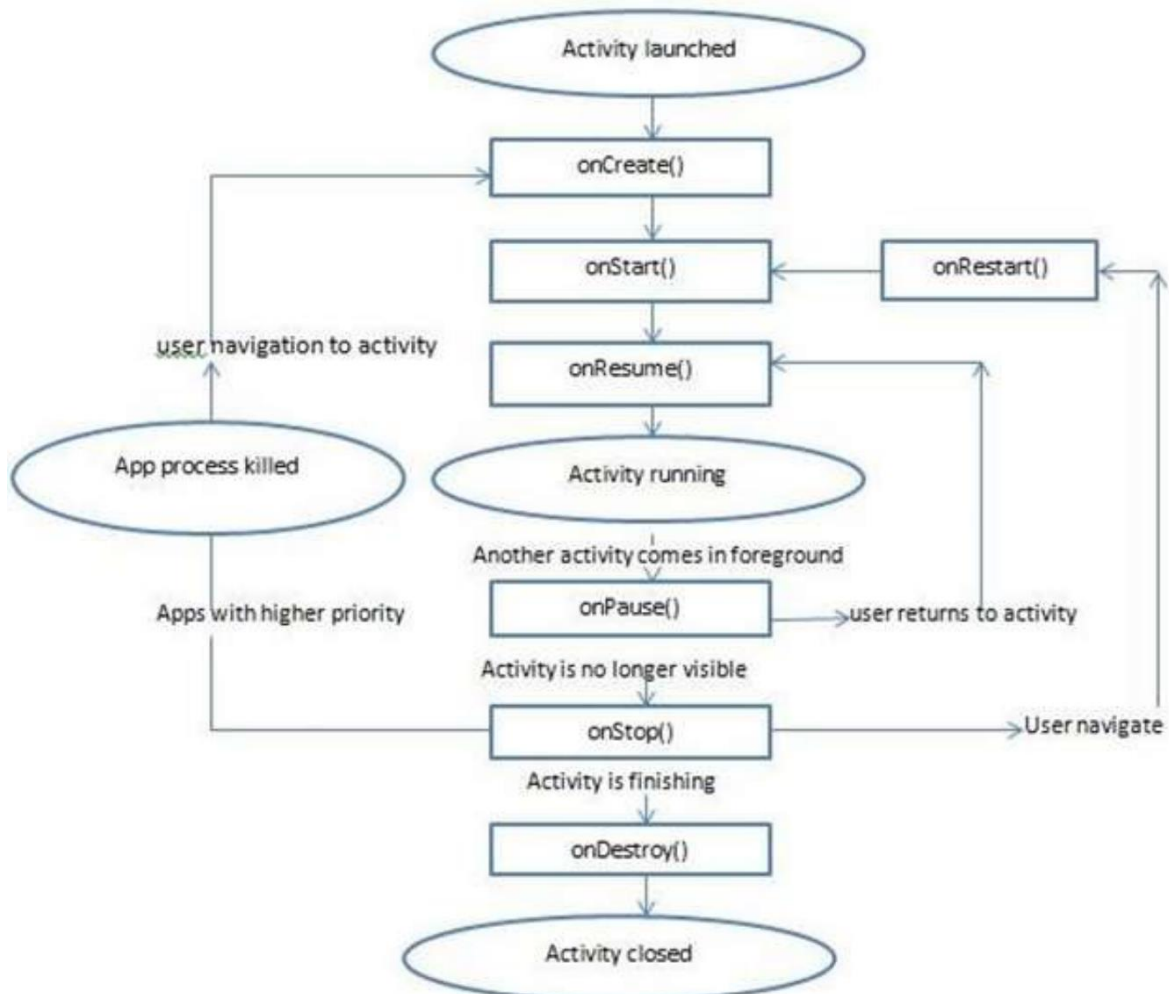 Activity launched
onCreate()
onStart()
onRestart()
user navigation to activity
onResume()
App process killed
Activity running
Another activity comes in foreground
onPause()
Apps with higher priority
user returns to activity
Activity is no longer visible
onStop()
User navigate
Activity is finishing
onDestroy()
Activity closed